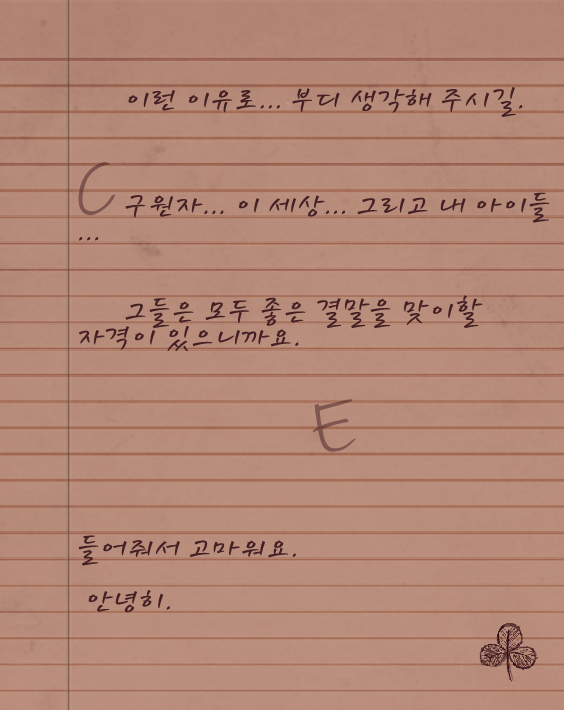 이런 이유로... 부디 생각해 주시길.
C
구원자... 이 세상... 그리고 내 아이들
...
그들은 모두 좋은 결말을 맞이할
자격이 있으니까요.
E
들어줘서 고마워요.
안녕히.